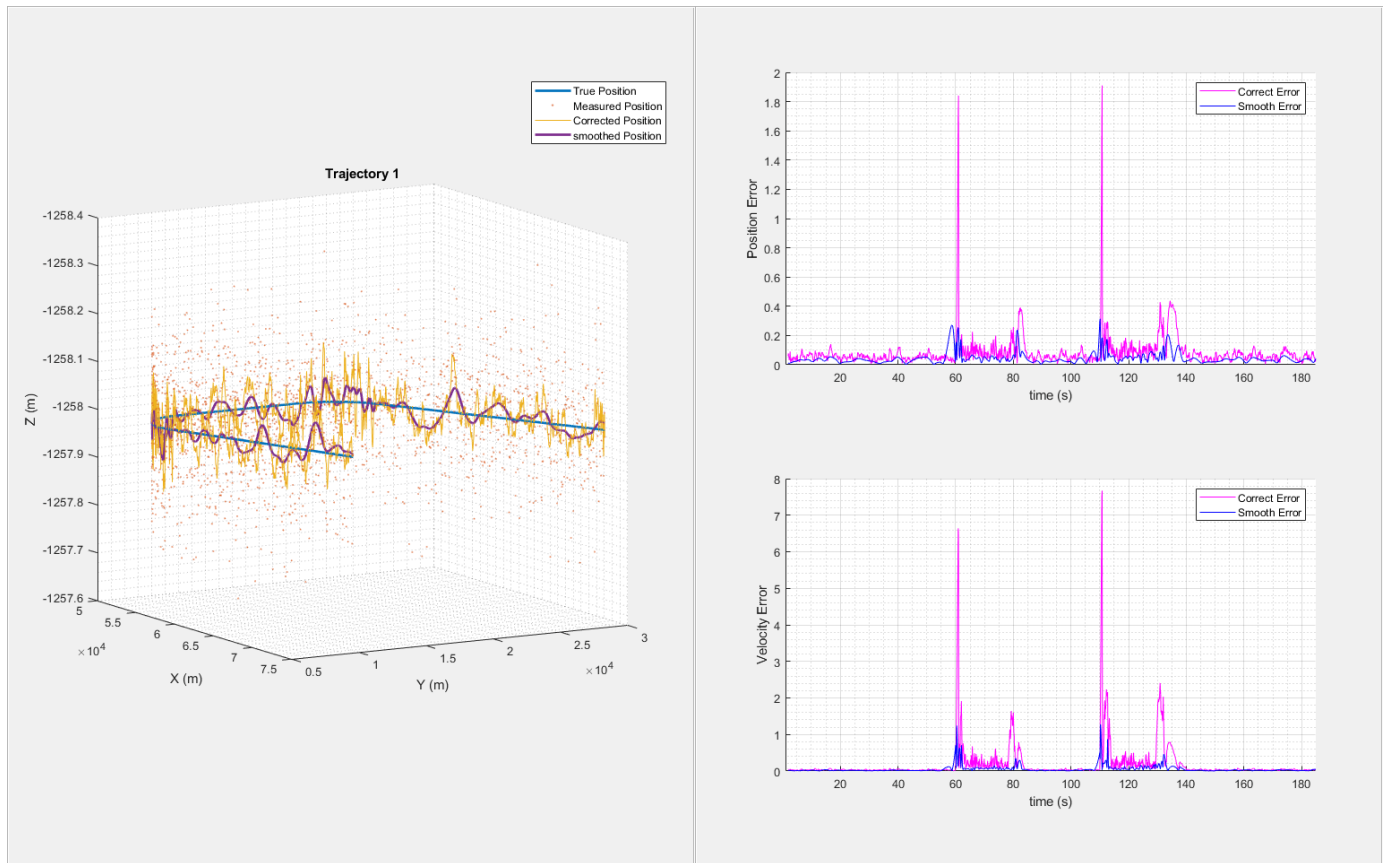 True Position
Measured Position
Corrected Position
smoothed Position
Trajectory 1
-1258.4
-1258.3
-1258.2
-1258.1
-1258
-1257.9
-1257.8
-1257.7
-1257.6
Z (m)
5
5.5
6
6.5
7
7.5
×10⁴
X (m)
0.5
1
1.5
2
2.5
3
×10⁴
Y (m)
2
1.8
1.6
1.4
1.2
1
0.8
0.6
0.4
0.2
0
Position Error
Correct Error
Smooth Error
20 40 60 80 100 120 140 160 180
time (s)
8
7
6
5
4
3
2
1
0
Velocity Error
Correct Error
Smooth Error
20 40 60 80 100 120 140 160 180
time (s)